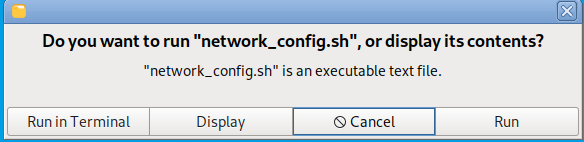 Do you want to run "network_config.sh", or display its contents?
"network_config.sh" is an executable text file.
Run in Terminal
Display
Cancel
Run